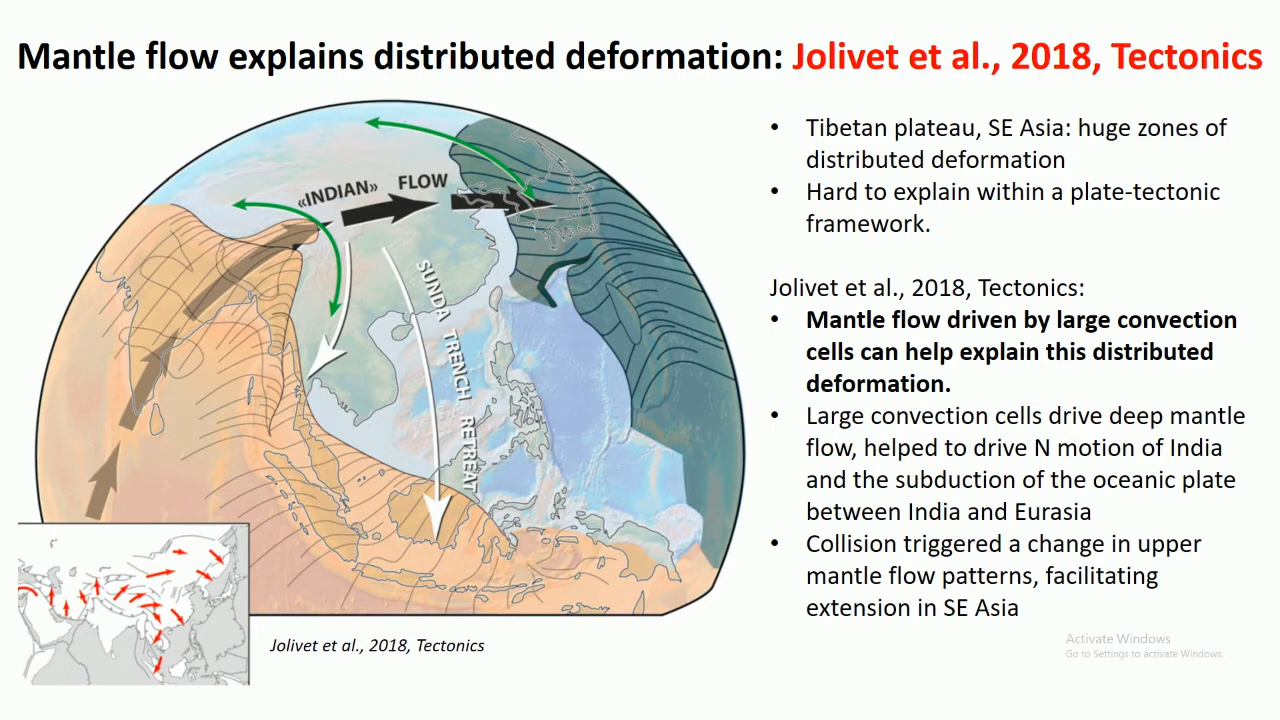 Mantle flow explains distributed deformation: Jolivet et al., 2018, Tectonics
«INDIAN» FLOW
SUNDA TRENCH RETREAT
Jolivet et al., 2018, Tectonics
• Tibetan plateau, SE Asia: huge zones of
distributed deformation
• Hard to explain within a plate-tectonic
framework.
Jolivet et al., 2018, Tectonics:
• Mantle flow driven by large convection
cells can help explain this distributed
deformation.
• Large convection cells drive deep mantle
flow, helped to drive N motion of India
and the subduction of the oceanic plate
between India and Eurasia
• Collision triggered a change in upper
mantle flow patterns, facilitating
extension in SE Asia
Activate Windows
Go to Settings to activate Windows.